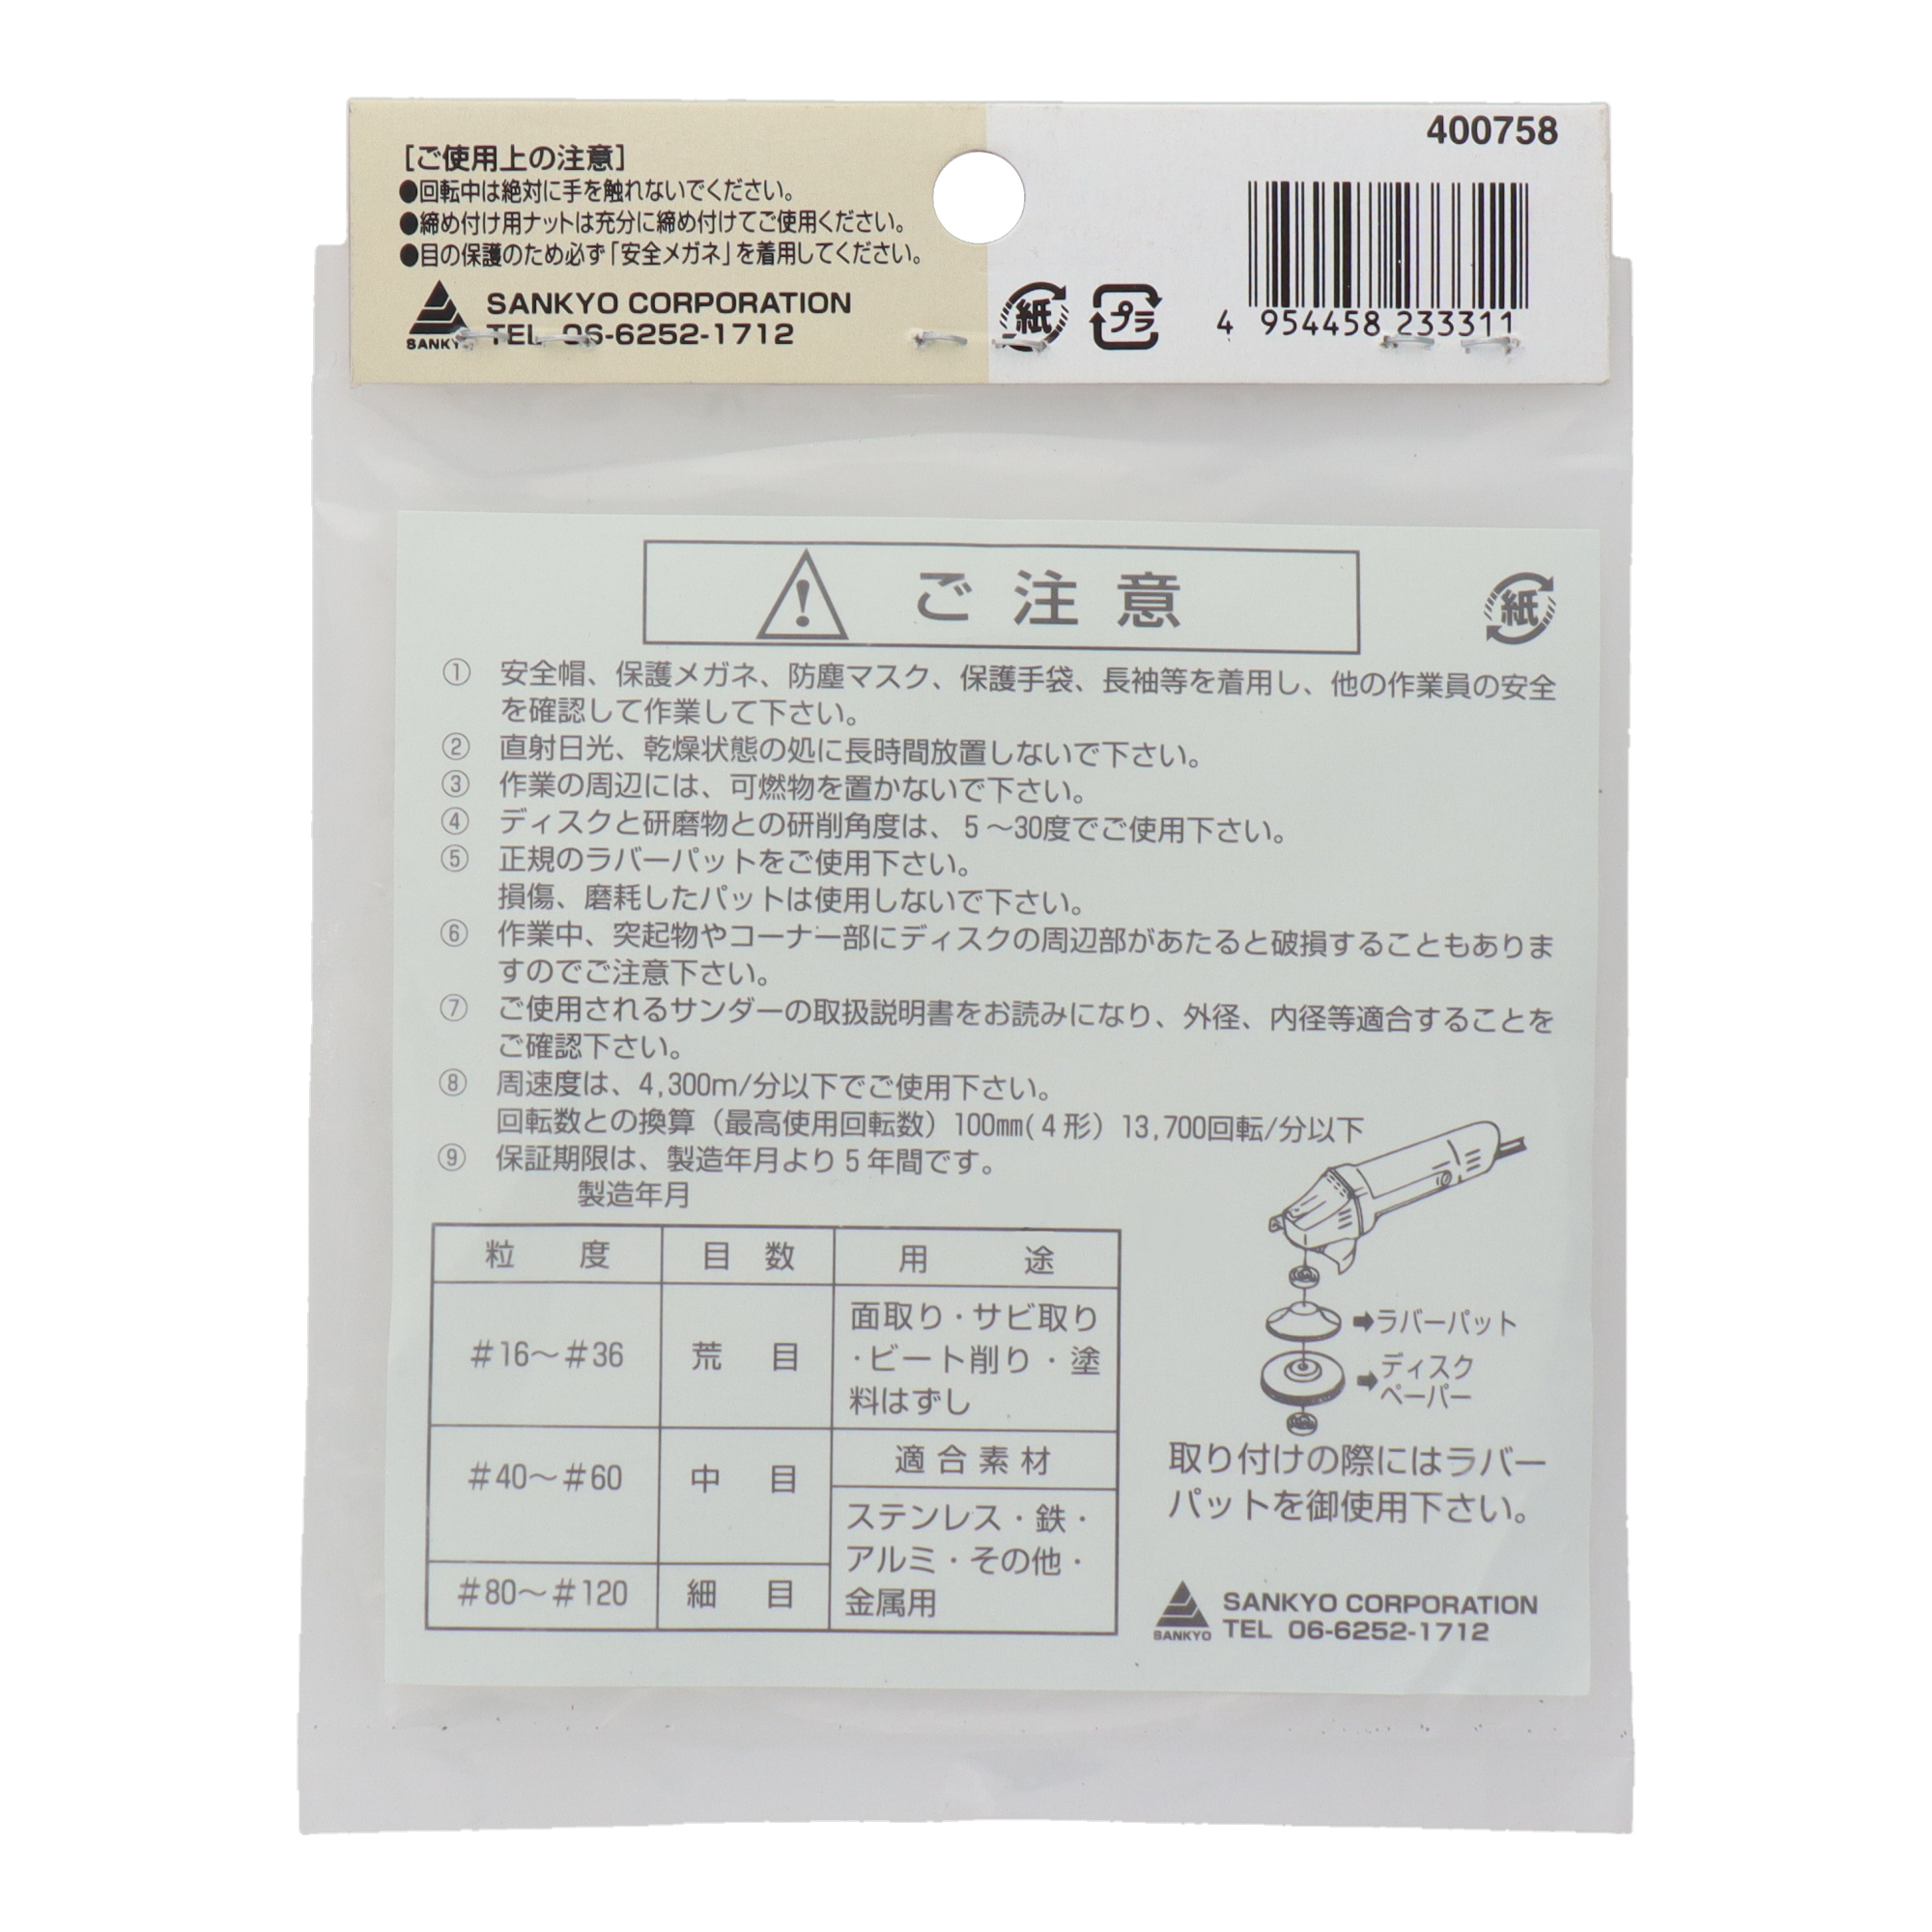 400758
[ご使用上の注意]
●回転中は絶対に手を触れないでください。
●締め付け用ナットは充分に締め付けてご使用ください。
●目の保護のため必ず「安全メガネ」を着用してください。
SANKYO CORPORATION
TEL 06-6252-1712
SANKYO
紙
プラ
4 954458 233311
ご注意
紙
① 安全帽、保護メガネ、防塵マスク、保護手袋、長袖等を着用し、他の作業員の安全
を確認して作業して下さい。
② 直射日光、乾燥状態の処に長時間放置しないで下さい。
③ 作業の周辺には、可燃物を置かないで下さい。
④ ディスクと研磨物との研削角度は、5～30度でご使用下さい。
⑤ 正規のラバーパットをご使用下さい。
損傷、磨耗したパットは使用しないで下さい。
⑥ 作業中、突起物やコーナー部にディスクの周辺部があたると破損することもありま
すのでご注意下さい。
⑦ ご使用されるサンダーの取扱説明書をお読みになり、外径、内径等適合することを
ご確認下さい。
⑧ 周速度は、4,300m/分以下でご使用下さい。
回転数との換算（最高使用回転数）100㎜(4形）13,700回転/分以下
⑨ 保証期限は、製造年月より5年間です。
製造年月
粒度 目数 用途
#16～#36 荒目 面取り・サビ取り
・ビート削り・塗
料はずし
#40～#60 中目 適合素材
ステンレス・鉄・
アルミ・その他・
金属用
#80～#120 細目
➡ラバーパット
➡ディスク
ペーパー
取り付けの際にはラバー
パットを御使用下さい。
SANKYO CORPORATION
TEL 06-6252-1712
SANKYO